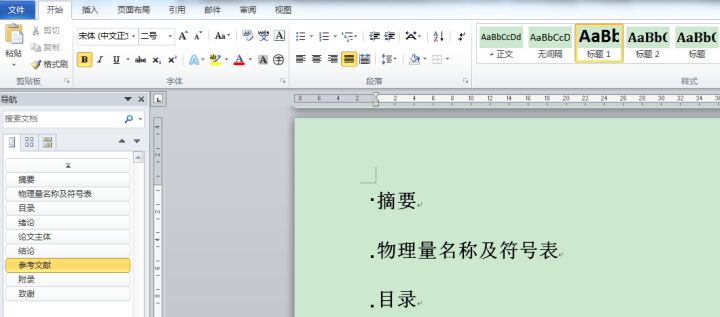 文件 开始 插入 页面布局 引用 邮件 审阅 视图
粘贴
剪切
复制
格式刷
宋体 (中文正 二号
B I U abc x₂ x² A ab A A
剪贴板 字体 段落 样式
AaBbCcDd AaBbCcD AaBb AaBbC AaBbC
正文 无间隔 标题 1 标题 2 标题
导航
搜索文档
8 6 4 2 2 4 6 8 10 12 14 16 18 20 22 24 26 28 30 32 34 36
摘要
物理量名称及符号表
目录
绪论
论文主体
结论
参考文献
附录
致谢
摘要
物理量名称及符号表
目录